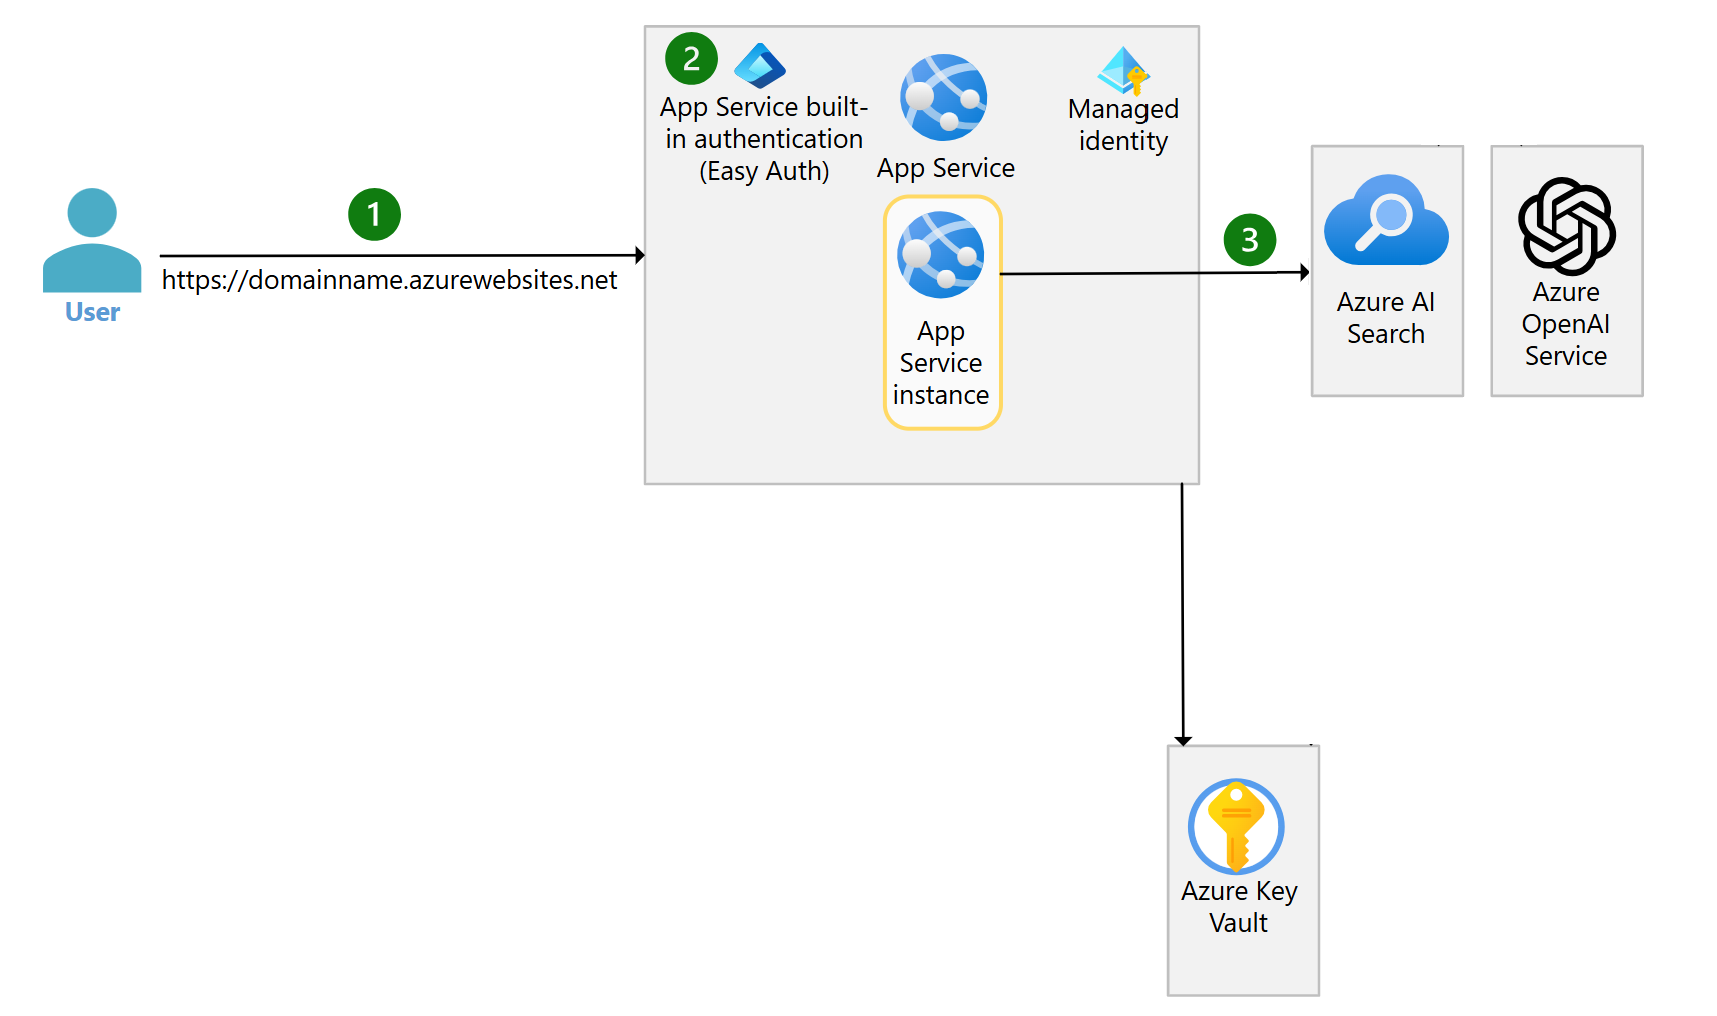 1
https://domainname.azurewebsites.net
User
2
App Service built-
in authentication
(Easy Auth)
App Service
Managed
identity
App
Service
instance
3
Azure AI
Search
Azure
OpenAI
Service
Azure Key
Vault